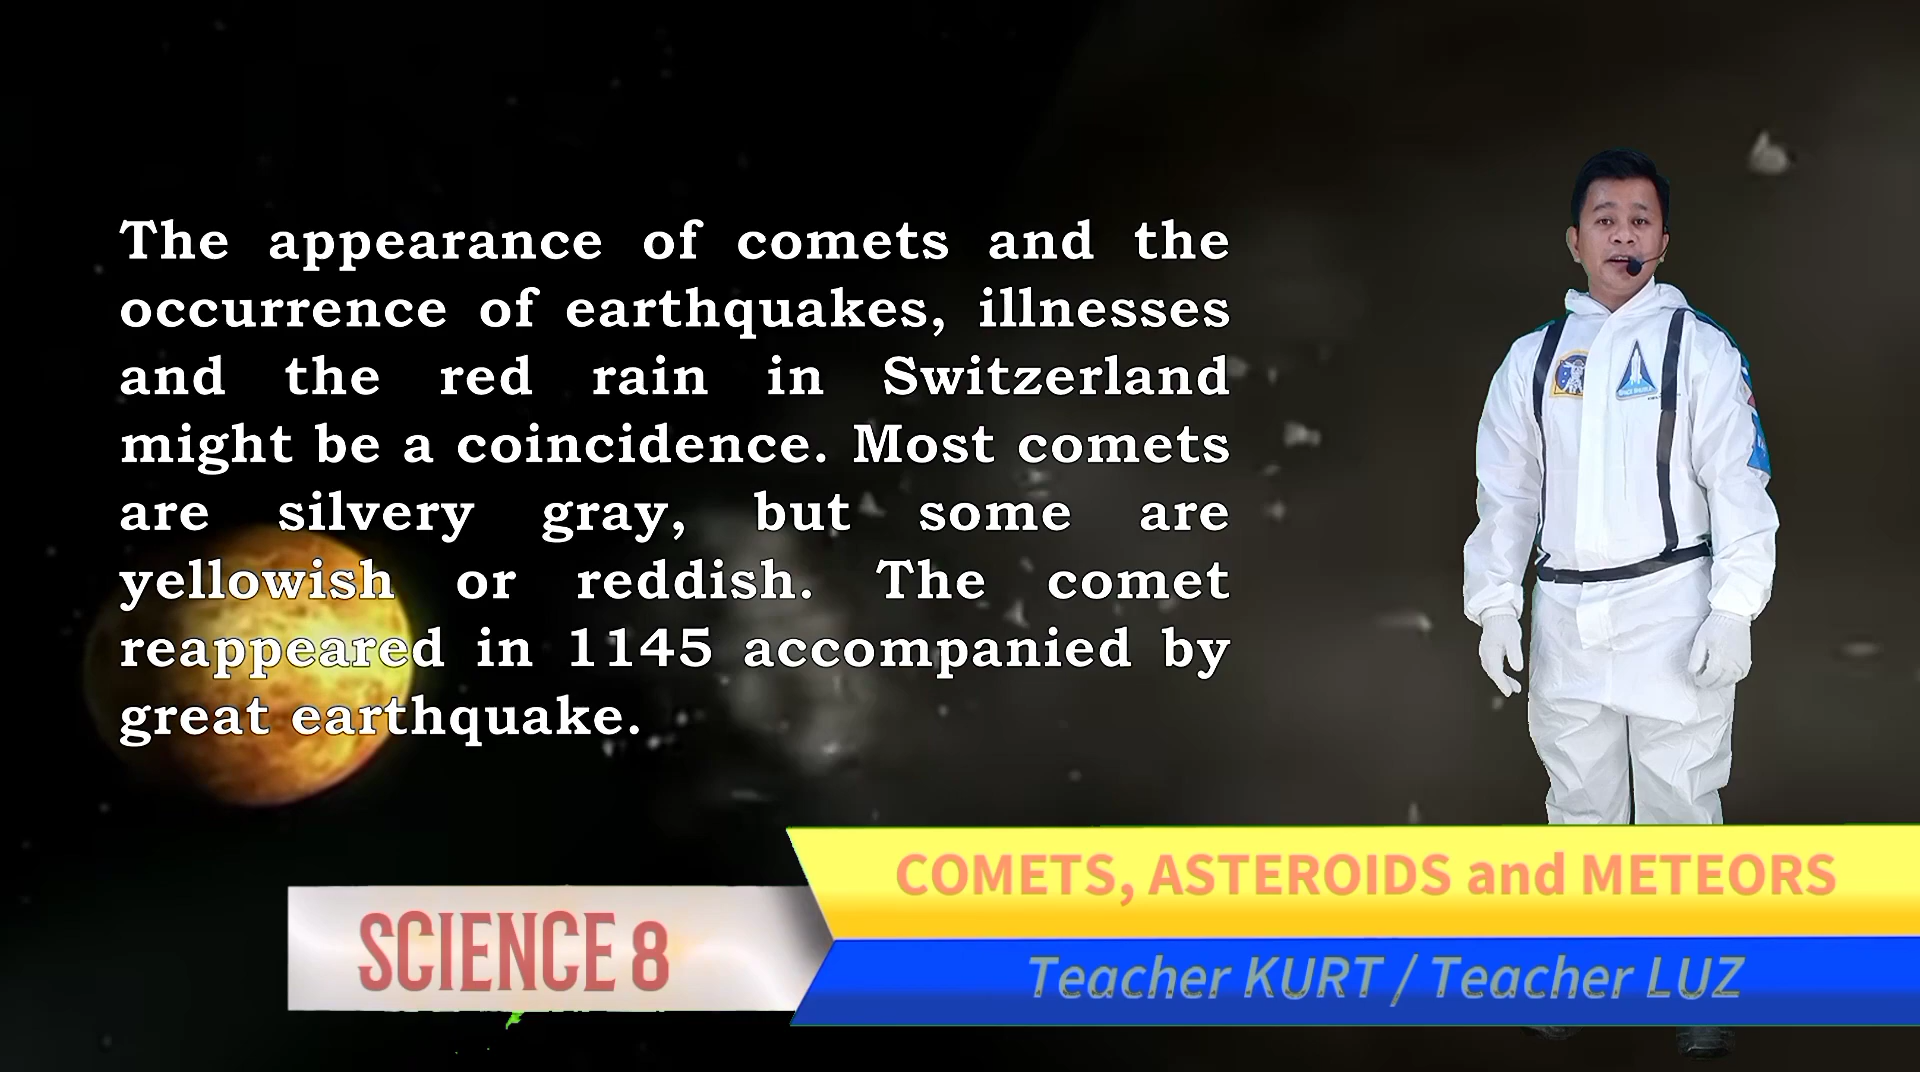 The appearance of comets and the
occurrence of earthquakes, illnesses
and the red rain in Switzerland
might be a coincidence. Most comets
are silvery gray, but some are
yellowish or reddish. The comet
reappeared in 1145 accompanied by
great earthquake.
COMETS, ASTEROIDS and METEORS
SCIENCE 8
Teacher KURT / Teacher LUZ